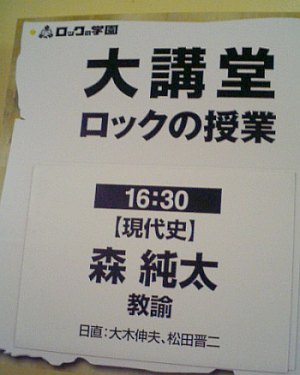 ロックの学園
大講堂
ロックの授業
16:30
【現代史】
森 純太
教諭
日直:大木伸夫、松田晋二